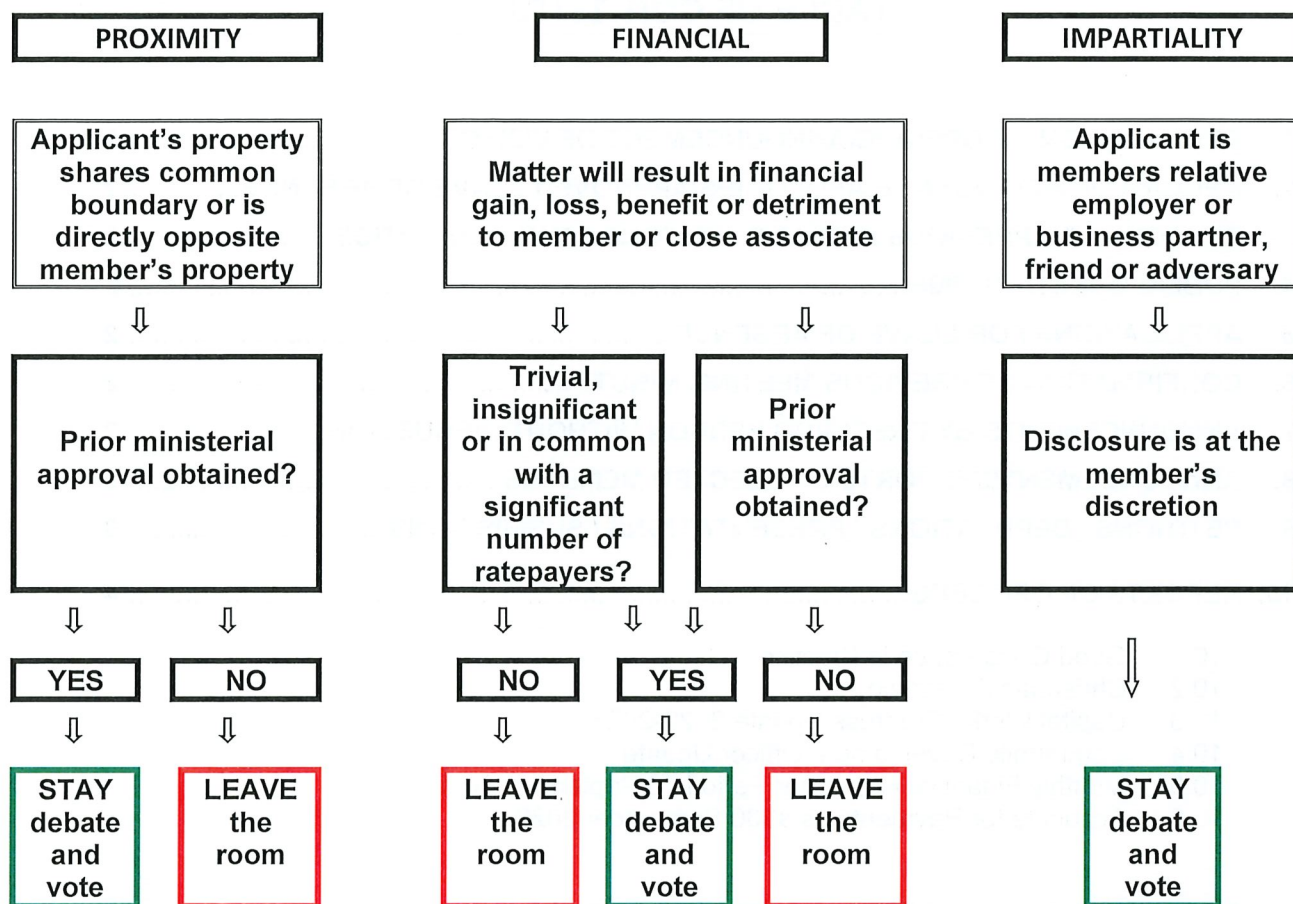 PROXIMITY
FINANCIAL
IMPARTIALITY
Applicant's property
shares common
boundary or is
directly opposite
member's property
Matter will result in financial
gain, loss, benefit or detriment
to member or close associate
Applicant is
members relative
employer or
business partner,
friend or adversary
Prior ministerial
approval obtained?
Trivial,
insignificant
or in common
with a
significant
number of
ratepayers?
Prior
ministerial
approval
obtained?
Disclosure is at the
member's
discretion
YES
NO
NO
YES
NO
STAY
debate
and
vote
LEAVE
the
room
LEAVE
the
room
STAY
debate
and
vote
LEAVE
the
room
STAY
debate
and
vote